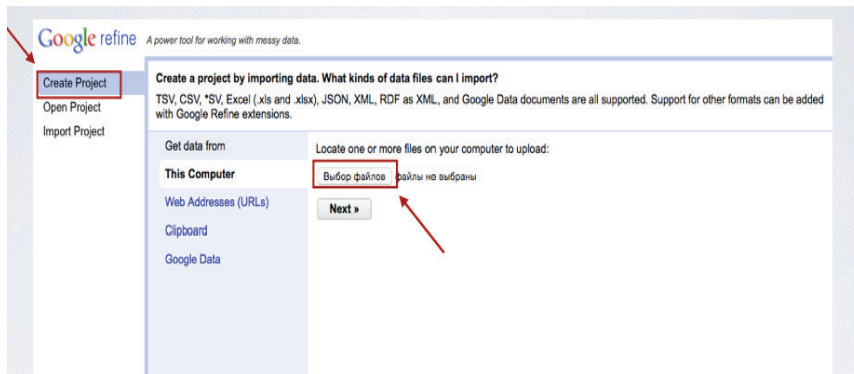 Google refine A power tool for working with messy data.
Create Project
Open Project
Import Project
Create a project by importing data. What kinds of data files can I import?
TSV, CSV, *SV, Excel (.xls and .xlsx), JSON, XML, RDF as XML, and Google Data documents are all supported. Support for other formats can be added
with Google Refine extensions.
Get data from
This Computer
Web Addresses (URLs)
Clipboard
Google Data
Locate one or more files on your computer to upload:
Выбор файлов файлы не выбраны
Next »